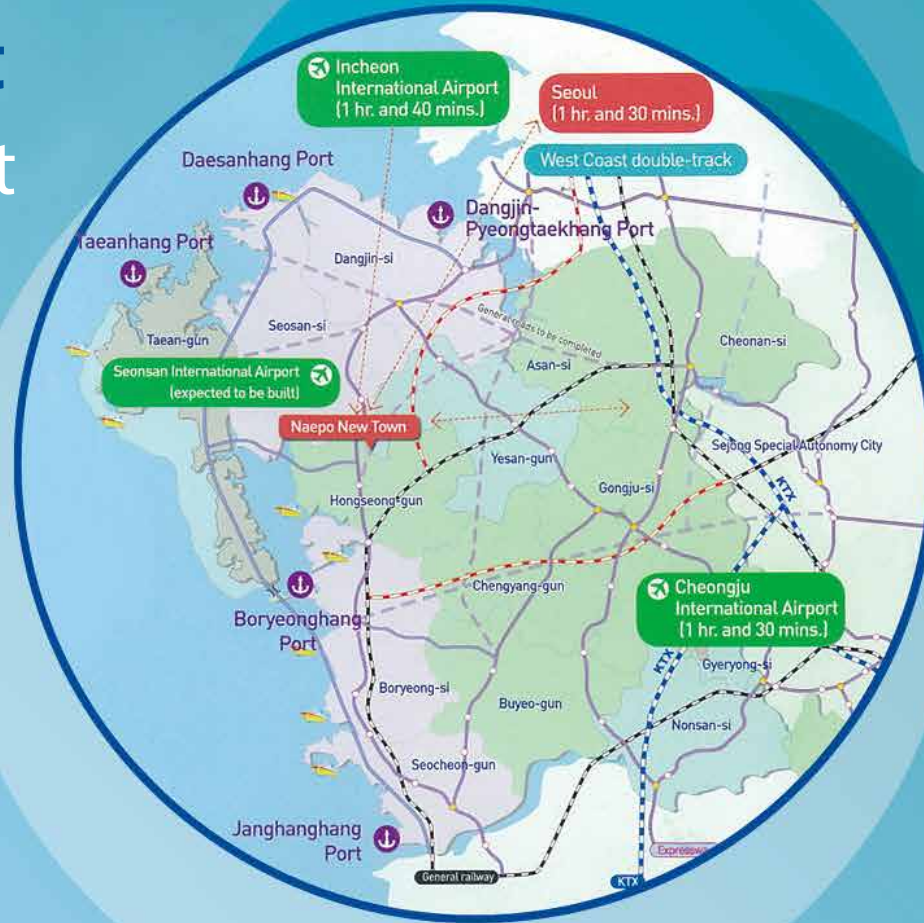 t
Incheon
International Airport
(1 hr. and 40 mins.)
Seoul
(1 hr. and 30 mins.)
West Coast double-track
Daesanhang Port
Dangjin-
Pyeongtaekhang Port
Taeanhang Port
Dangjin-si
Seosan-si
Taean-gun
General roads to be completed
Cheonan-si
Asan-si
Seonsan International Airport
(expected to be built)
Naepo New Town
Yesan-gun
Sejong Special Autonomy City
Gongju-si
KTX
Hongseong-gun
Chengyang-gun
Cheongju
International Airport
(1 hr. and 30 mins.)
Boryeonghang
Port
KTX
Gyeryong-si
Boryeong-si
Buyeo-gun
Nonsan-si
Seocheon-gun
Janghanghang
Port
General railway
KTX